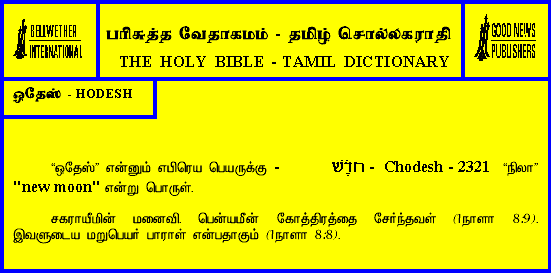 BELLWETHER
INTERNATIONAL
பரிசுத்த வேதாகமம் - தமிழ் சொல்லகராதி
THE HOLY BIBLE - TAMIL DICTIONARY
GOOD NEWS
PUBLISHERS
ஓதேஸ் - HODESH
“ஓதேஸ்” என்னும் எபிரெய பெயருக்கு - חֹדֶשׁ - Chodesh - 2321 “நிலா”
"new moon" என்று பொருள்.
சகராயீமின் மனைவி. பென்யமீன் கோத்திரத்தை சேர்ந்தவள் (1நாளா 8:9).
இவளுடைய மறுபெயர் பாராள் என்பதாகும் (1நாளா 8:8).